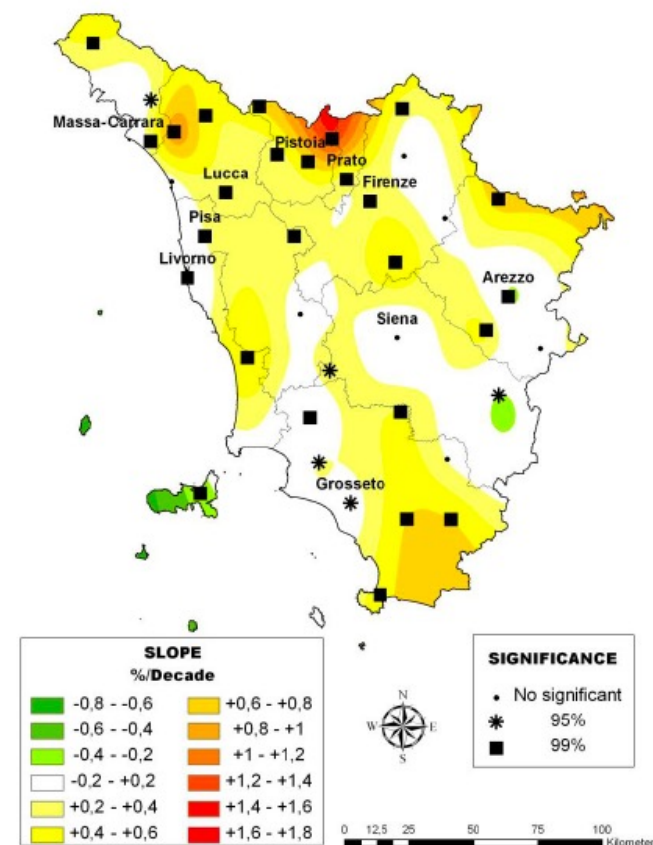 Massa-Carrara
Pistoia
Prato
Lucca
Firenze
Pisa
Livorno
Arezzo
Siena
Grosseto
SLOPE
%/Decade
-0,8 - -0,6
-0,6 - -0,4
-0,4 - -0,2
-0,2 - +0,2
+0,2 - +0,4
+0,4 - +0,6
+0,6 - +0,8
+0,8 - +1
+1 - +1,2
+1,2 - +1,4
+1,4 - +1,6
+1,6 - +1,8
N
W E
S
SIGNIFICANCE
No significant
95%
99%
0 12,5 25 50 75 100
Kilometer